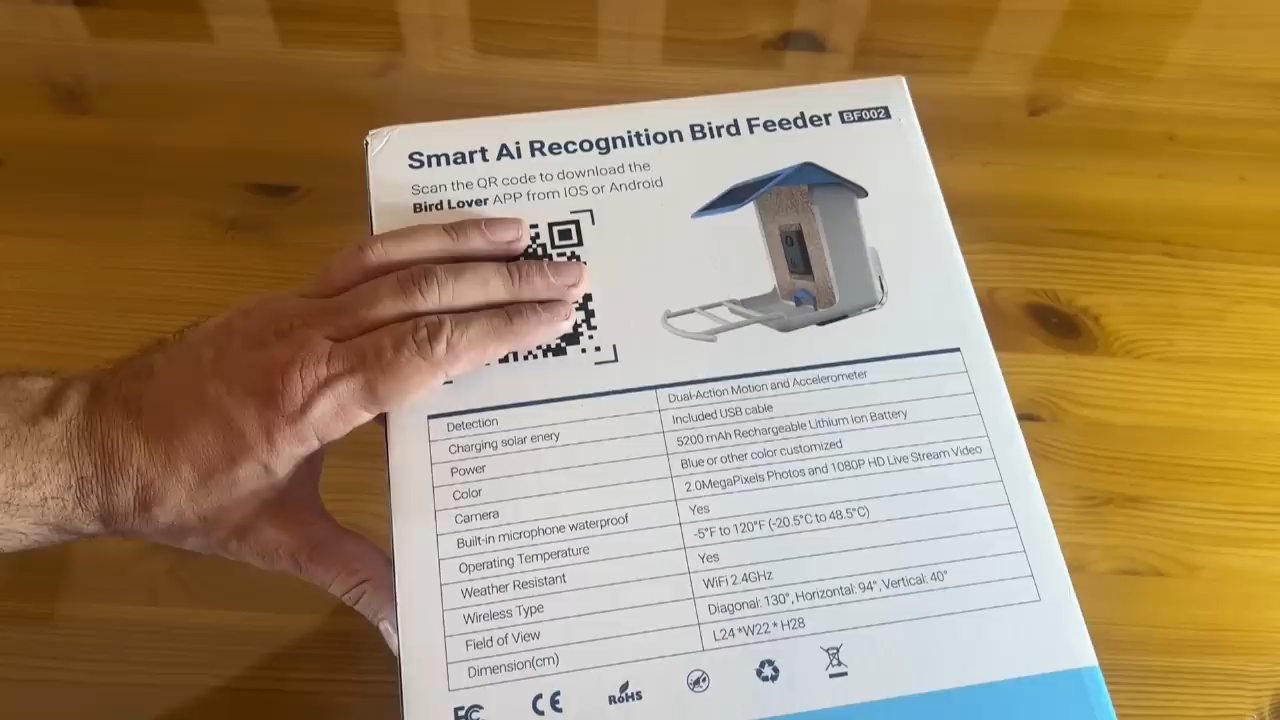 Smart Ai Recognition Bird Feeder BF002
Scan the QR code to download the
Bird Lover APP from IOS or Android
Detection Dual-Action Motion and Accelerometer
Charging solar enery Included USB cable
Power 5200 mAh Rechargeable Lithium Ion Battery
Color Blue or other color customized
Camera 2.0MegaPixels Photos and 1080P HD Live Stream Video
Built-in microphone waterproof Yes
Operating Temperature -5°F to 120°F (-20.5°C to 48.5°C)
Weather Resistant Yes
Wireless Type WiFi 2.4GHz
Field of View Diagonal: 130°, Horizontal: 94°, Vertical: 40°
Dimension(cm) L24 *W22 * H28
FC CE RoHS